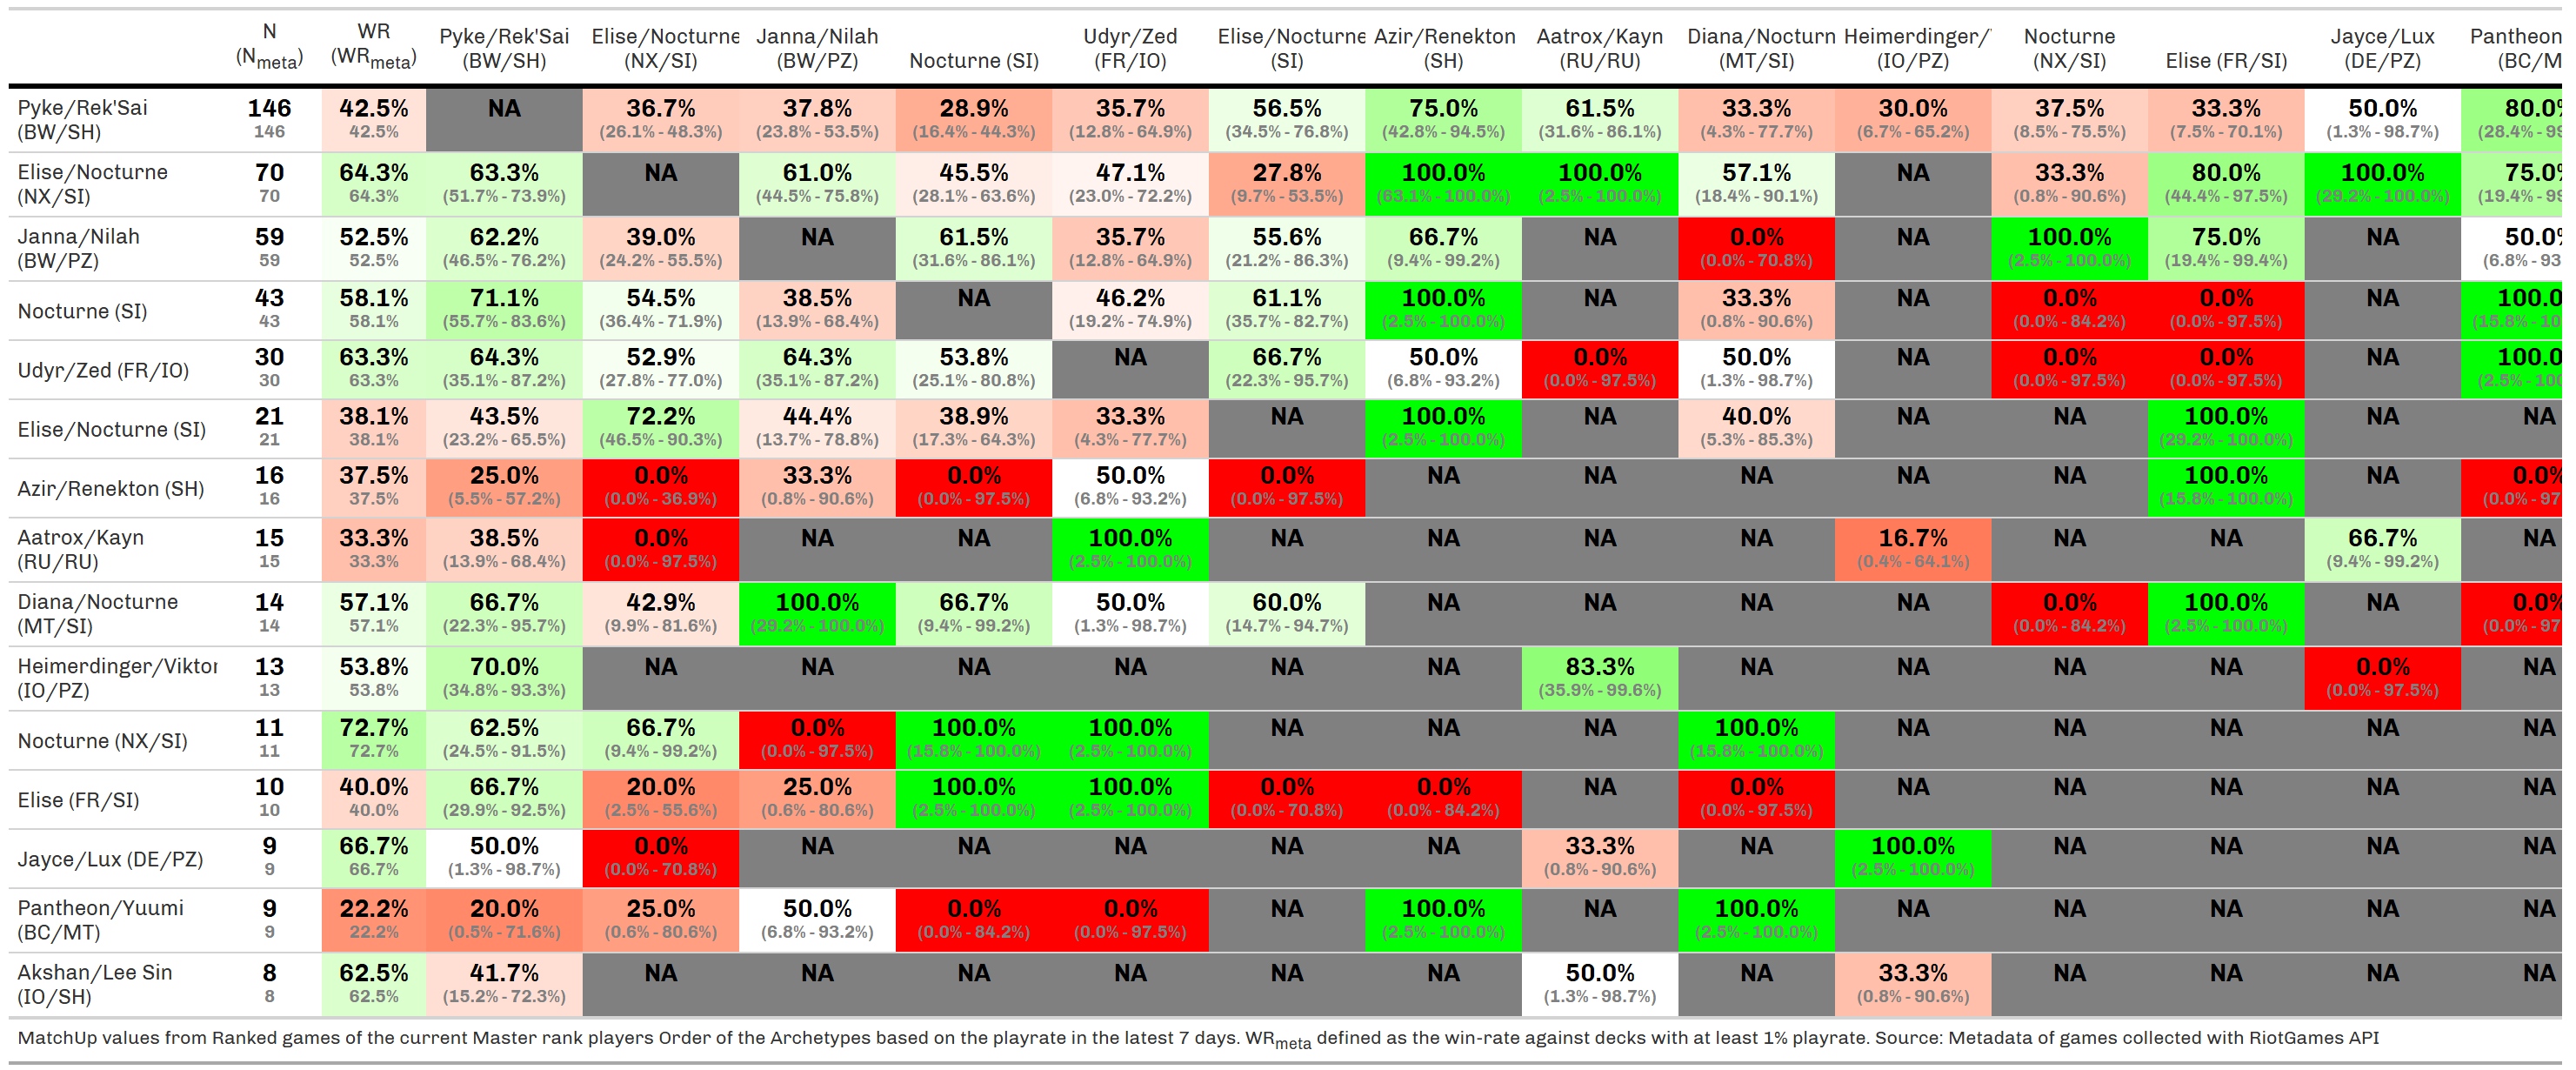 N WR Pyke/Rek'Sai Elise/Nocturne Janna/Nilah Udyr/Zed Elise/Nocturne Azir/Renekton Aatrox/Kayn Diana/Nocturn Heimerdinger/ Nocturne Jayce/Lux Pantheon
(Nmeta) (WRmeta) (BW/SH) (NX/SI) (BW/PZ) Nocturne (SI) (FR/IO) (SI) (SH) (RU/RU) (MT/SI) (IO/PZ) (NX/SI) Elise (FR/SI) (DE/PZ) (BC/M
Pyke/Rek'Sai 146 42.5% NA 36.7% 37.8% 28.9% 35.7% 56.5% 75.0% 61.5% 33.3% 30.0% 37.5% 33.3% 50.0% 80.0%
(BW/SH) 146 42.5% (26.1% - 48.3%) (23.8% - 53.5%) (16.4% - 44.3%) (12.8% - 64.9%) (34.5% - 76.8%) (42.8% - 94.5%) (31.6% - 86.1%) (4.3% - 77.7%) (6.7% - 65.2%) (8.5% - 75.5%) (7.5% - 70.1%) (1.3% - 98.7%) (28.4% - 99
Elise/Nocturne 70 64.3% 63.3% NA 61.0% 45.5% 47.1% 27.8% 100.0% 100.0% 57.1% NA 33.3% 80.0% 100.0% 75.0%
(NX/SI) 70 64.3% (51.7% - 73.9%) (44.5% - 75.8%) (28.1% - 63.6%) (23.0% - 72.2%) (9.7% - 53.5%) (63.1% - 100.0%) (2.5% - 100.0%) (18.4% - 90.1%) (0.8% - 90.6%) (44.4% - 97.5%) (29.2% - 100.0%) (19.4% - 99
Janna/Nilah 59 52.5% 62.2% 39.0% NA 61.5% 35.7% 55.6% 66.7% NA 0.0% NA 100.0% 75.0% NA 50.0%
(BW/PZ) 59 52.5% (46.5% - 76.2%) (24.2% - 55.5%) (31.6% - 86.1%) (12.8% - 64.9%) (21.2% - 86.3%) (9.4% - 99.2%) (0.0% - 70.8%) (2.5% - 100.0%) (19.4% - 99.4%) (6.8% - 93
Nocturne (SI) 43 58.1% 71.1% 54.5% 38.5% NA 46.2% 61.1% 100.0% NA 33.3% NA 0.0% 0.0% NA 100.0
43 58.1% (55.7% - 83.6%) (36.4% - 71.9%) (13.9% - 68.4%) (19.2% - 74.9%) (35.7% - 82.7%) (2.5% - 100.0%) (0.8% - 90.6%) (0.0% - 84.2%) (0.0% - 97.5%) (15.8% - 10
Udyr/Zed (FR/IO) 30 63.3% 64.3% 52.9% 64.3% 53.8% NA 66.7% 50.0% 0.0% 50.0% NA 0.0% 0.0% NA 100.0
30 63.3% (35.1% - 87.2%) (27.8% - 77.0%) (35.1% - 87.2%) (25.1% - 80.8%) (22.3% - 95.7%) (6.8% - 93.2%) (0.0% - 97.5%) (1.3% - 98.7%) (0.0% - 97.5%) (0.0% - 97.5%) (2.5% - 100
Elise/Nocturne (SI) 21 38.1% 43.5% 72.2% 44.4% 38.9% 33.3% NA 100.0% NA 40.0% NA NA 100.0% NA NA
21 38.1% (23.2% - 65.5%) (46.5% - 90.3%) (13.7% - 78.8%) (17.3% - 64.3%) (4.3% - 77.7%) (2.5% - 100.0%) (5.3% - 85.3%) (29.2% - 100.0%)
Azir/Renekton (SH) 16 37.5% 25.0% 0.0% 33.3% 0.0% 50.0% 0.0% NA NA NA NA NA 100.0% NA 0.0%
16 37.5% (5.5% - 57.2%) (0.0% - 36.9%) (0.8% - 90.6%) (0.0% - 97.5%) (6.8% - 93.2%) (0.0% - 97.5%) (15.8% - 100.0%) (0.0% - 97
Aatrox/Kayn 15 33.3% 38.5% 0.0% NA NA 100.0% NA NA NA NA 16.7% NA NA 66.7% NA
(RU/RU) 15 33.3% (13.9% - 68.4%) (0.0% - 97.5%) (2.5% - 100.0%) (0.4% - 64.1%) (9.4% - 99.2%)
Diana/Nocturne 14 57.1% 66.7% 42.9% 100.0% 66.7% 50.0% 60.0% NA NA NA NA 0.0% 100.0% NA 0.0%
(MT/SI) 14 57.1% (22.3% - 95.7%) (9.9% - 81.6%) (29.2% - 100.0%) (9.4% - 99.2%) (1.3% - 98.7%) (14.7% - 94.7%) (0.0% - 84.2%) (2.5% - 100.0%) (0.0% - 97
Heimerdinger/Viktor 13 53.8% 70.0% NA NA NA NA NA NA 83.3% NA NA NA NA 0.0% NA
(IO/PZ) 13 53.8% (34.8% - 93.3%) (35.9% - 99.6%) (0.0% - 97.5%)
Nocturne (NX/SI) 11 72.7% 62.5% 66.7% 0.0% 100.0% 100.0% NA NA NA 100.0% NA NA NA NA NA
11 72.7% (24.5% - 91.5%) (9.4% - 99.2%) (0.0% - 97.5%) (15.8% - 100.0%) (2.5% - 100.0%) (15.8% - 100.0%)
Elise (FR/SI) 10 40.0% 66.7% 20.0% 25.0% 100.0% 100.0% 0.0% 0.0% NA 0.0% NA NA NA NA NA
10 40.0% (29.9% - 92.5%) (2.5% - 55.6%) (0.6% - 80.6%) (2.5% - 100.0%) (2.5% - 100.0%) (0.0% - 70.8%) (0.0% - 84.2%) (0.0% - 97.5%)
Jayce/Lux (DE/PZ) 9 66.7% 50.0% 0.0% NA NA NA NA NA 33.3% NA 100.0% NA NA NA NA
9 66.7% (1.3% - 98.7%) (0.0% - 70.8%) (0.8% - 90.6%) (2.5% - 100.0%)
Pantheon/Yuumi 9 22.2% 20.0% 25.0% 50.0% 0.0% 0.0% NA 100.0% NA 100.0% NA NA NA NA NA
(BC/MT) 9 22.2% (0.5% - 71.6%) (0.6% - 80.6%) (6.8% - 93.2%) (0.0% - 84.2%) (0.0% - 97.5%) (2.5% - 100.0%) (2.5% - 100.0%)
Akshan/Lee Sin 8 62.5% 41.7% NA NA NA NA NA NA 50.0% NA 33.3% NA NA NA NA
(IO/SH) 8 62.5% (15.2% - 72.3%) (1.3% - 98.7%) (0.8% - 90.6%)
MatchUp values from Ranked games of the current Master rank players Order of the Archetypes based on the playrate in the latest 7 days. WRmeta defined as the win-rate against decks with at least 1% playrate. Source: Metadata of games collected with RiotGames API